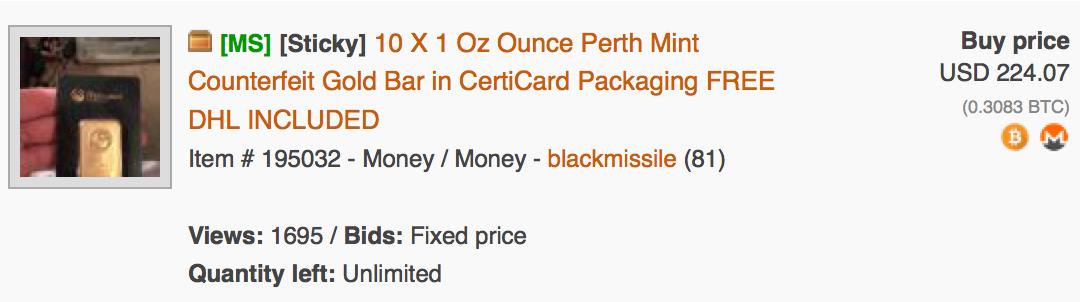 [MS] [Sticky] 10 X 1 Oz Ounce Perth Mint
Counterfeit Gold Bar in CertiCard Packaging FREE
DHL INCLUDED
Item # 195032 - Money / Money - blackmissile (81)
Views: 1695 / Bids: Fixed price
Quantity left: Unlimited
Buy price
USD 224.07
(0.3083 BTC)